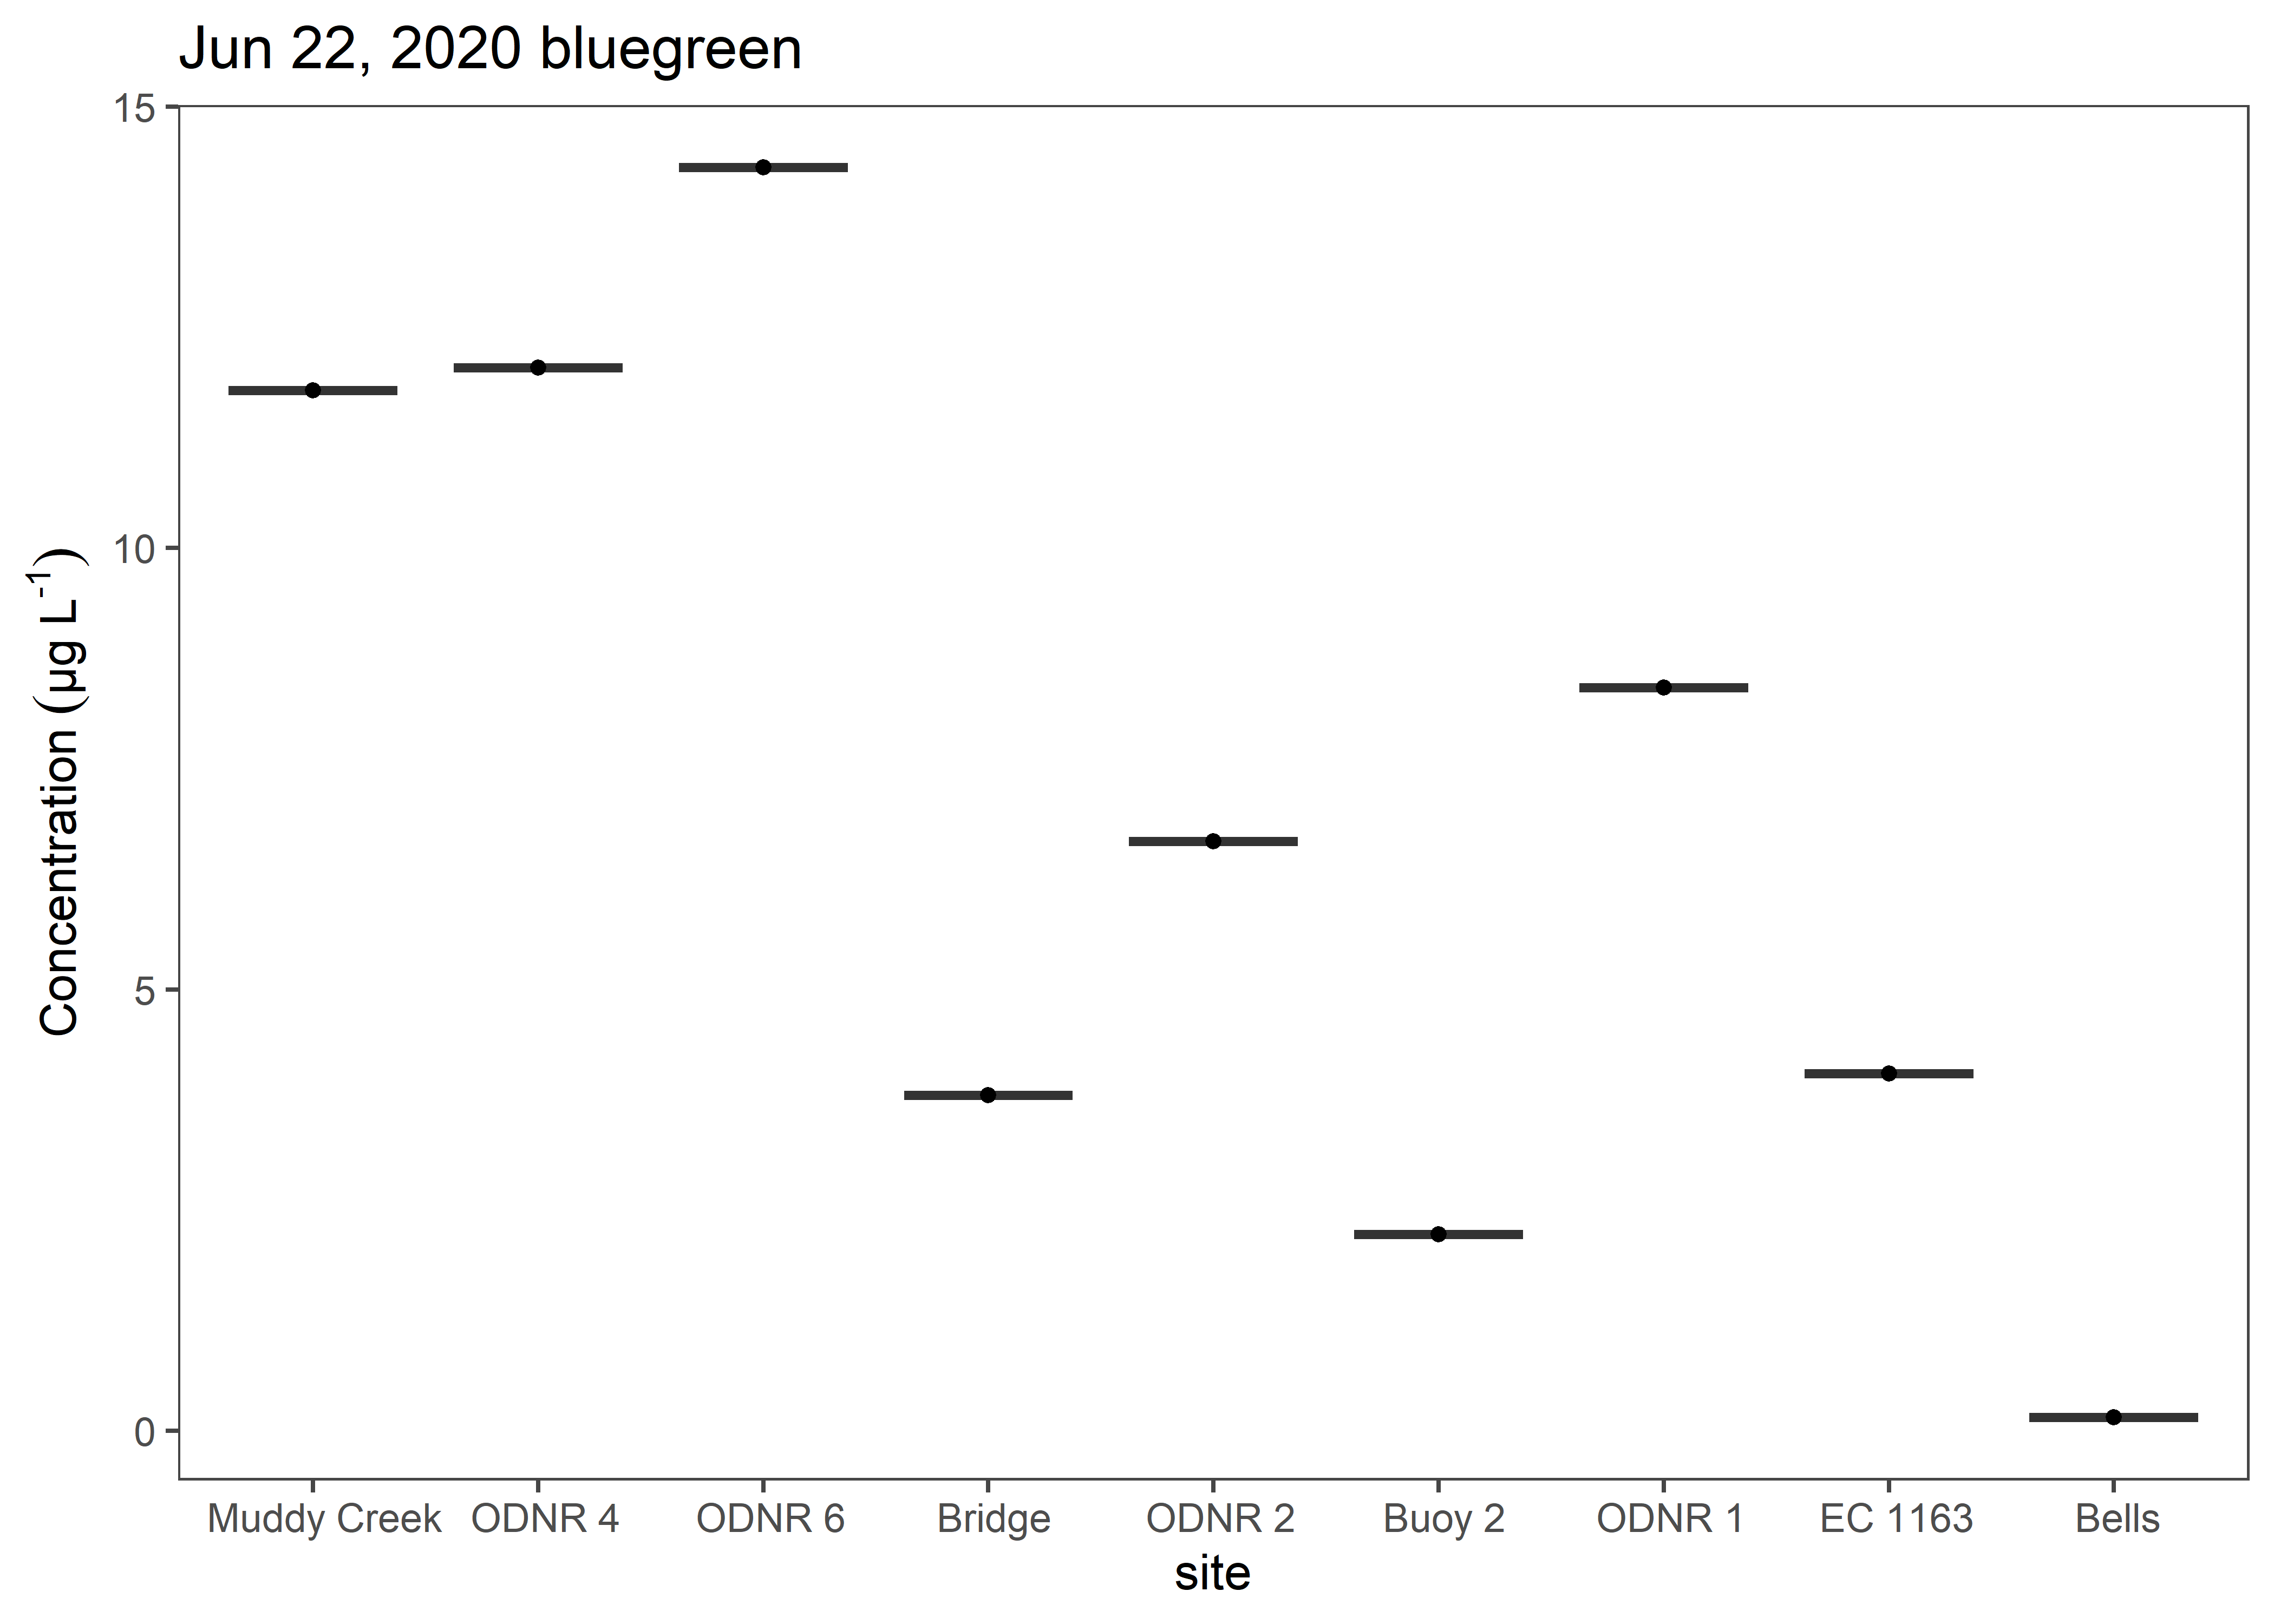 Jun 22, 2020 bluegreen
15
10
5
0
Concentration (µg L⁻¹)
Muddy Creek ODNR 4 ODNR 6 Bridge ODNR 2 Buoy 2 ODNR 1 EC 1163 Bells
site